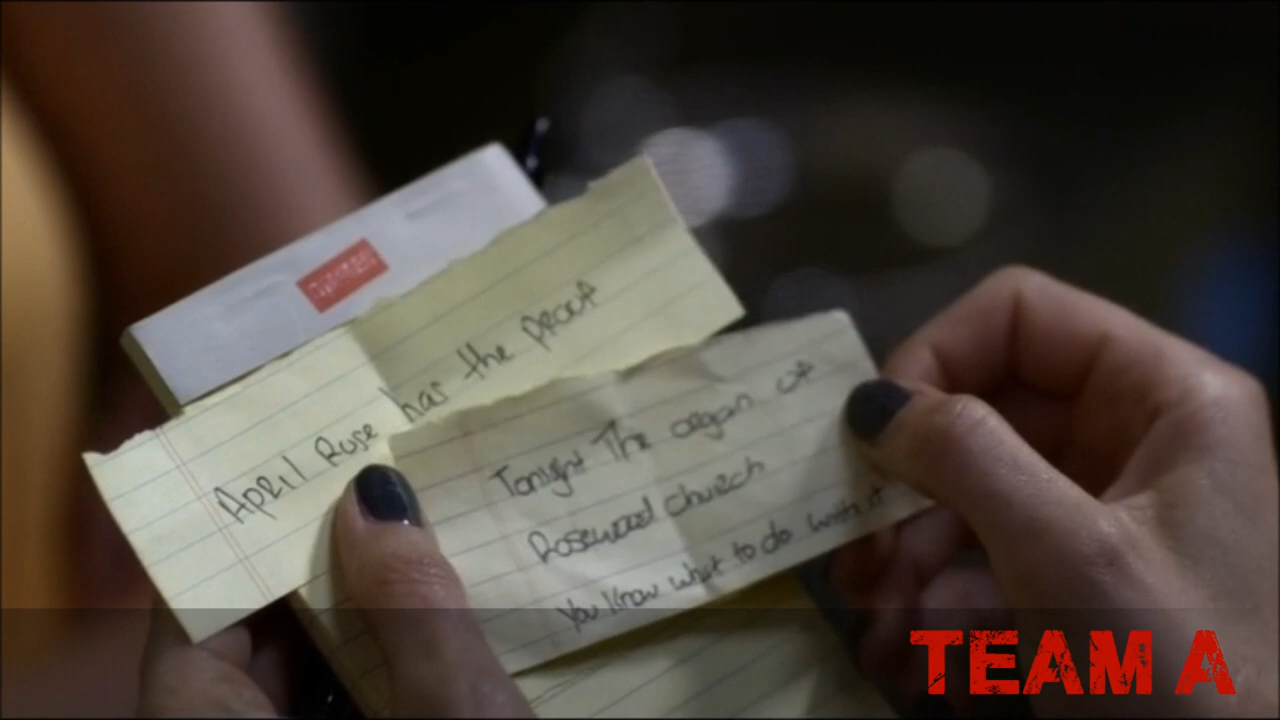 April Rose has the proof
Tonight The organ at
Rosewood church
You know what to do with it
TEAM A